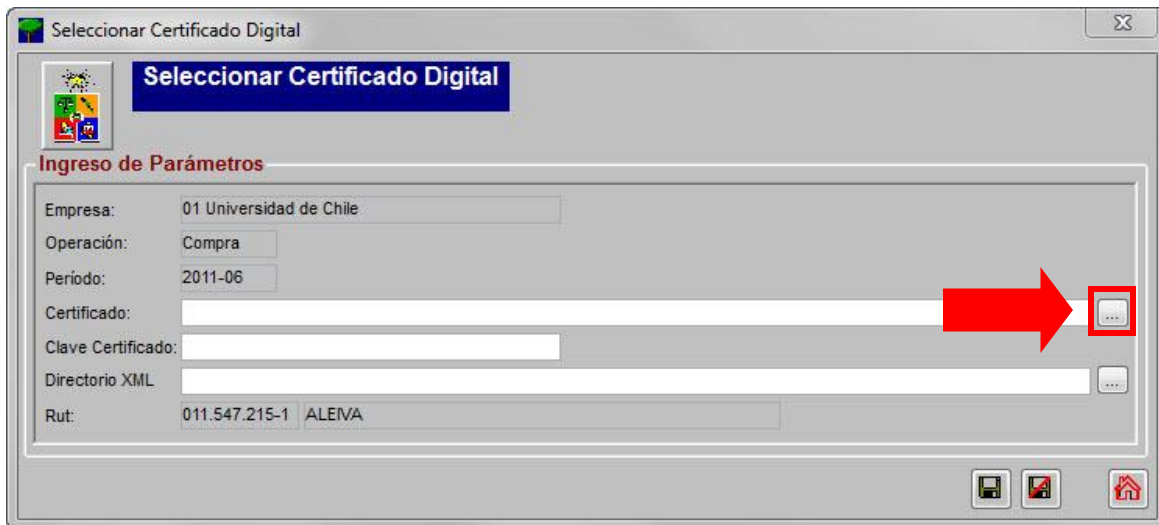 Seleccionar Certificado Digital
Seleccionar Certificado Digital
Ingreso de Parámetros
Empresa: 01 Universidad de Chile
Operación: Compra
Período: 2011-06
Certificado: ...
Clave Certificado:
Directorio XML ...
Rut: 011.547.215-1 ALEIVA